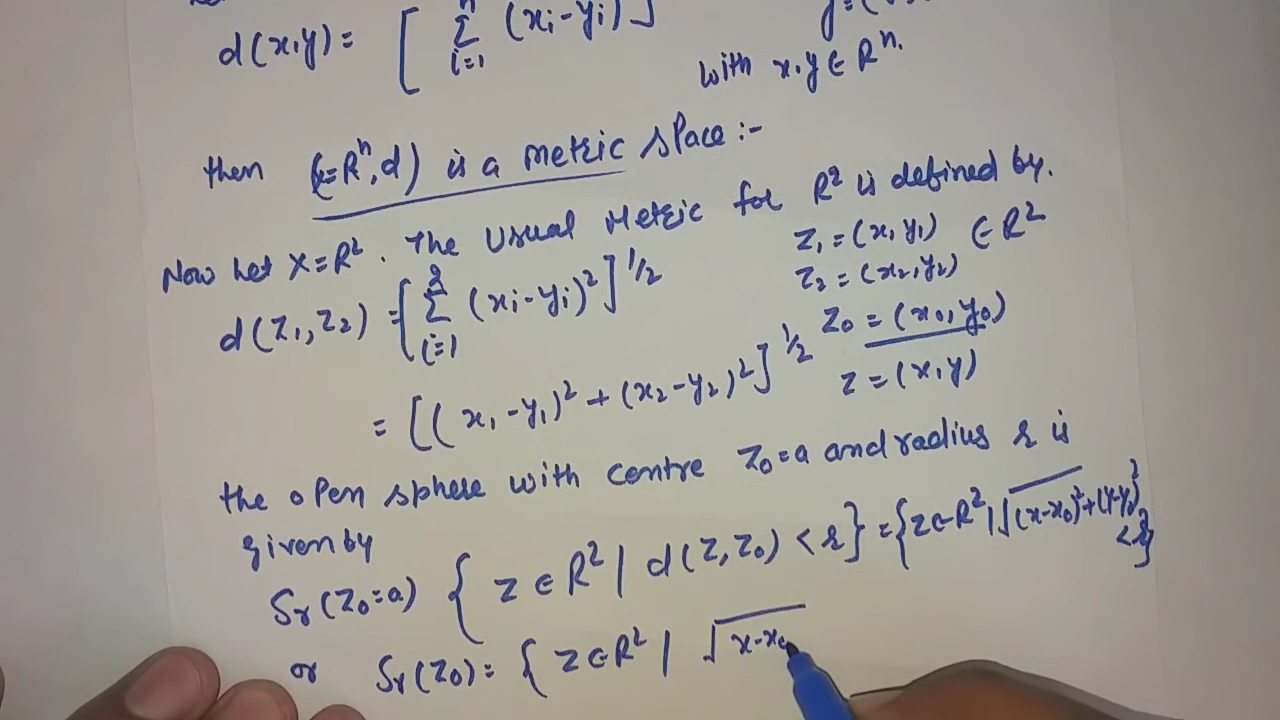 d(x,y) = [ Σ i=1 n (xi-yi)
with x,y ∈ R^n.
then (x=R^n, d) is a metric space :-
Now let X=R^2. The Usual Metric for R^2 is defined by.
z1 = (x1,y1) ∈ R^2
z2 = (x2,y2)
d(z1,z2) = [ Σ i=1 2 (xi-yi)^2 ]^1/2
z0 = (x0,y0)
= [(x1-y1)^2 + (x2-y2)^2]^1/2
z = (x,y)
the open sphere with centre z0=a and radius r is
given by
Sr(z0=a) { z ∈ R^2 | d(z,z0) < r} = {z ∈ R^2 | √(x-x0)^2+(y-y0)^2 < r}
or Sr(z0) = { z ∈ R^2 | √x-x0